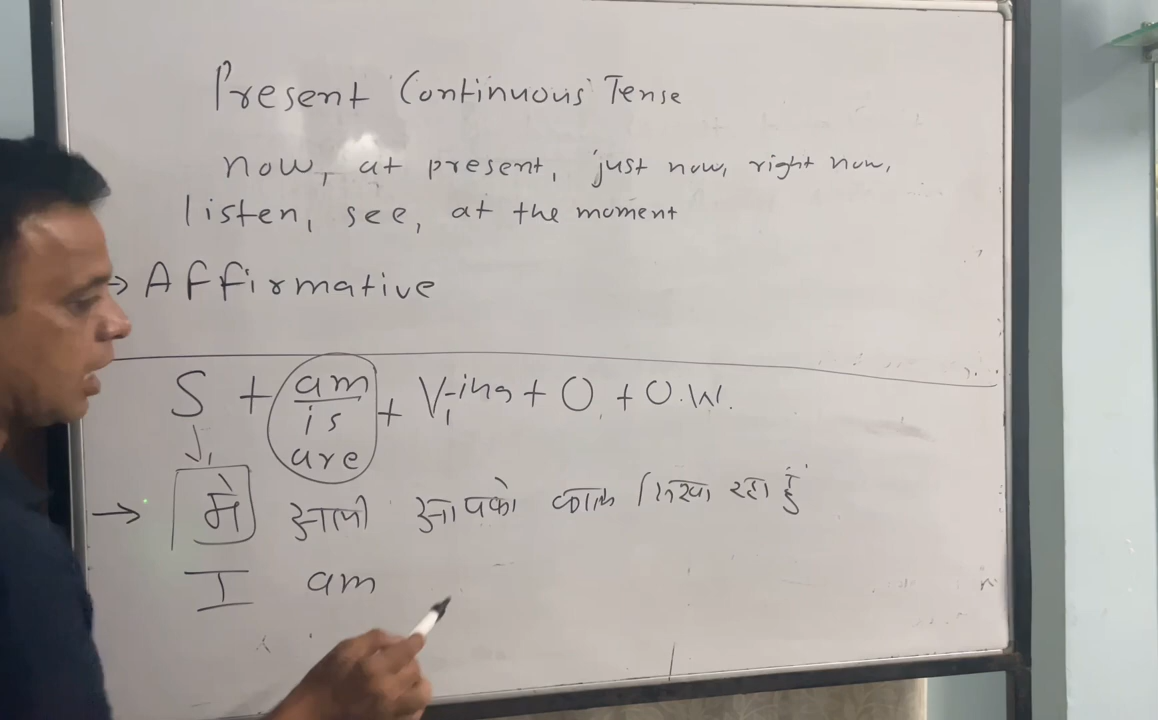 Present Continuous Tense
now, at present, just now, right now,
listen, see, at the moment
→ Affirmative
S + am/is/are + V₁-ing + O. + O.W.
→ में आपको रहा हूँ
I am